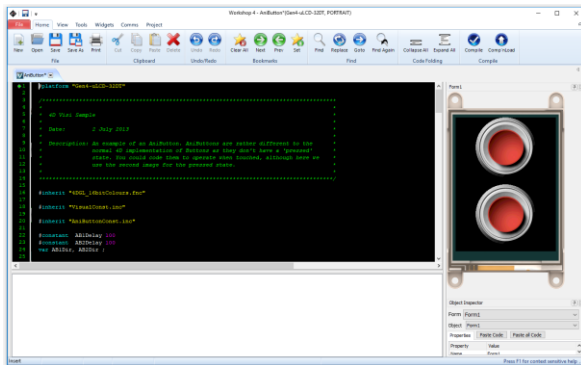 Workshop 4 - AniButton*(Gen4-uLCD-32DT, PORTRAIT)
File Home View Tools Widgets Comms Project
New Open Save Save As Print Cut Copy Paste Delete Undo Redo Clear All Next Prev Set Find Replace Goto Find Again Collapse All Expand All Compile Comp'nLoad
File Clipboard Undo/Redo Bookmarks Find Code Folding Compile
AniButton*
Form1
1 #platform "Gen4-uLCD-32DT"
* 4D Visi Sample
* Date: 2 July 2013
* Description: An example of an AniButton. AniButtons are rather different to the
* normal 4D implementation of Buttons as they don't have a 'pressed'
* state. You could code them to operate when touched, although here we
* use the second image for the pressed state.
#inherit "4DGL_16bitColours.fnc"
#inherit "VisualConst.inc"
#inherit "AniButtonConst.inc"
#constant AB1Delay 100
#constant AB2Delay 100
var AB1Dir, AB2Dir ;
Object Inspector
Form Form1
Object Form1
Properties Paste Code Paste all Code
Property Value
Name Form1
Insert
Press F1 for context sensitive help.